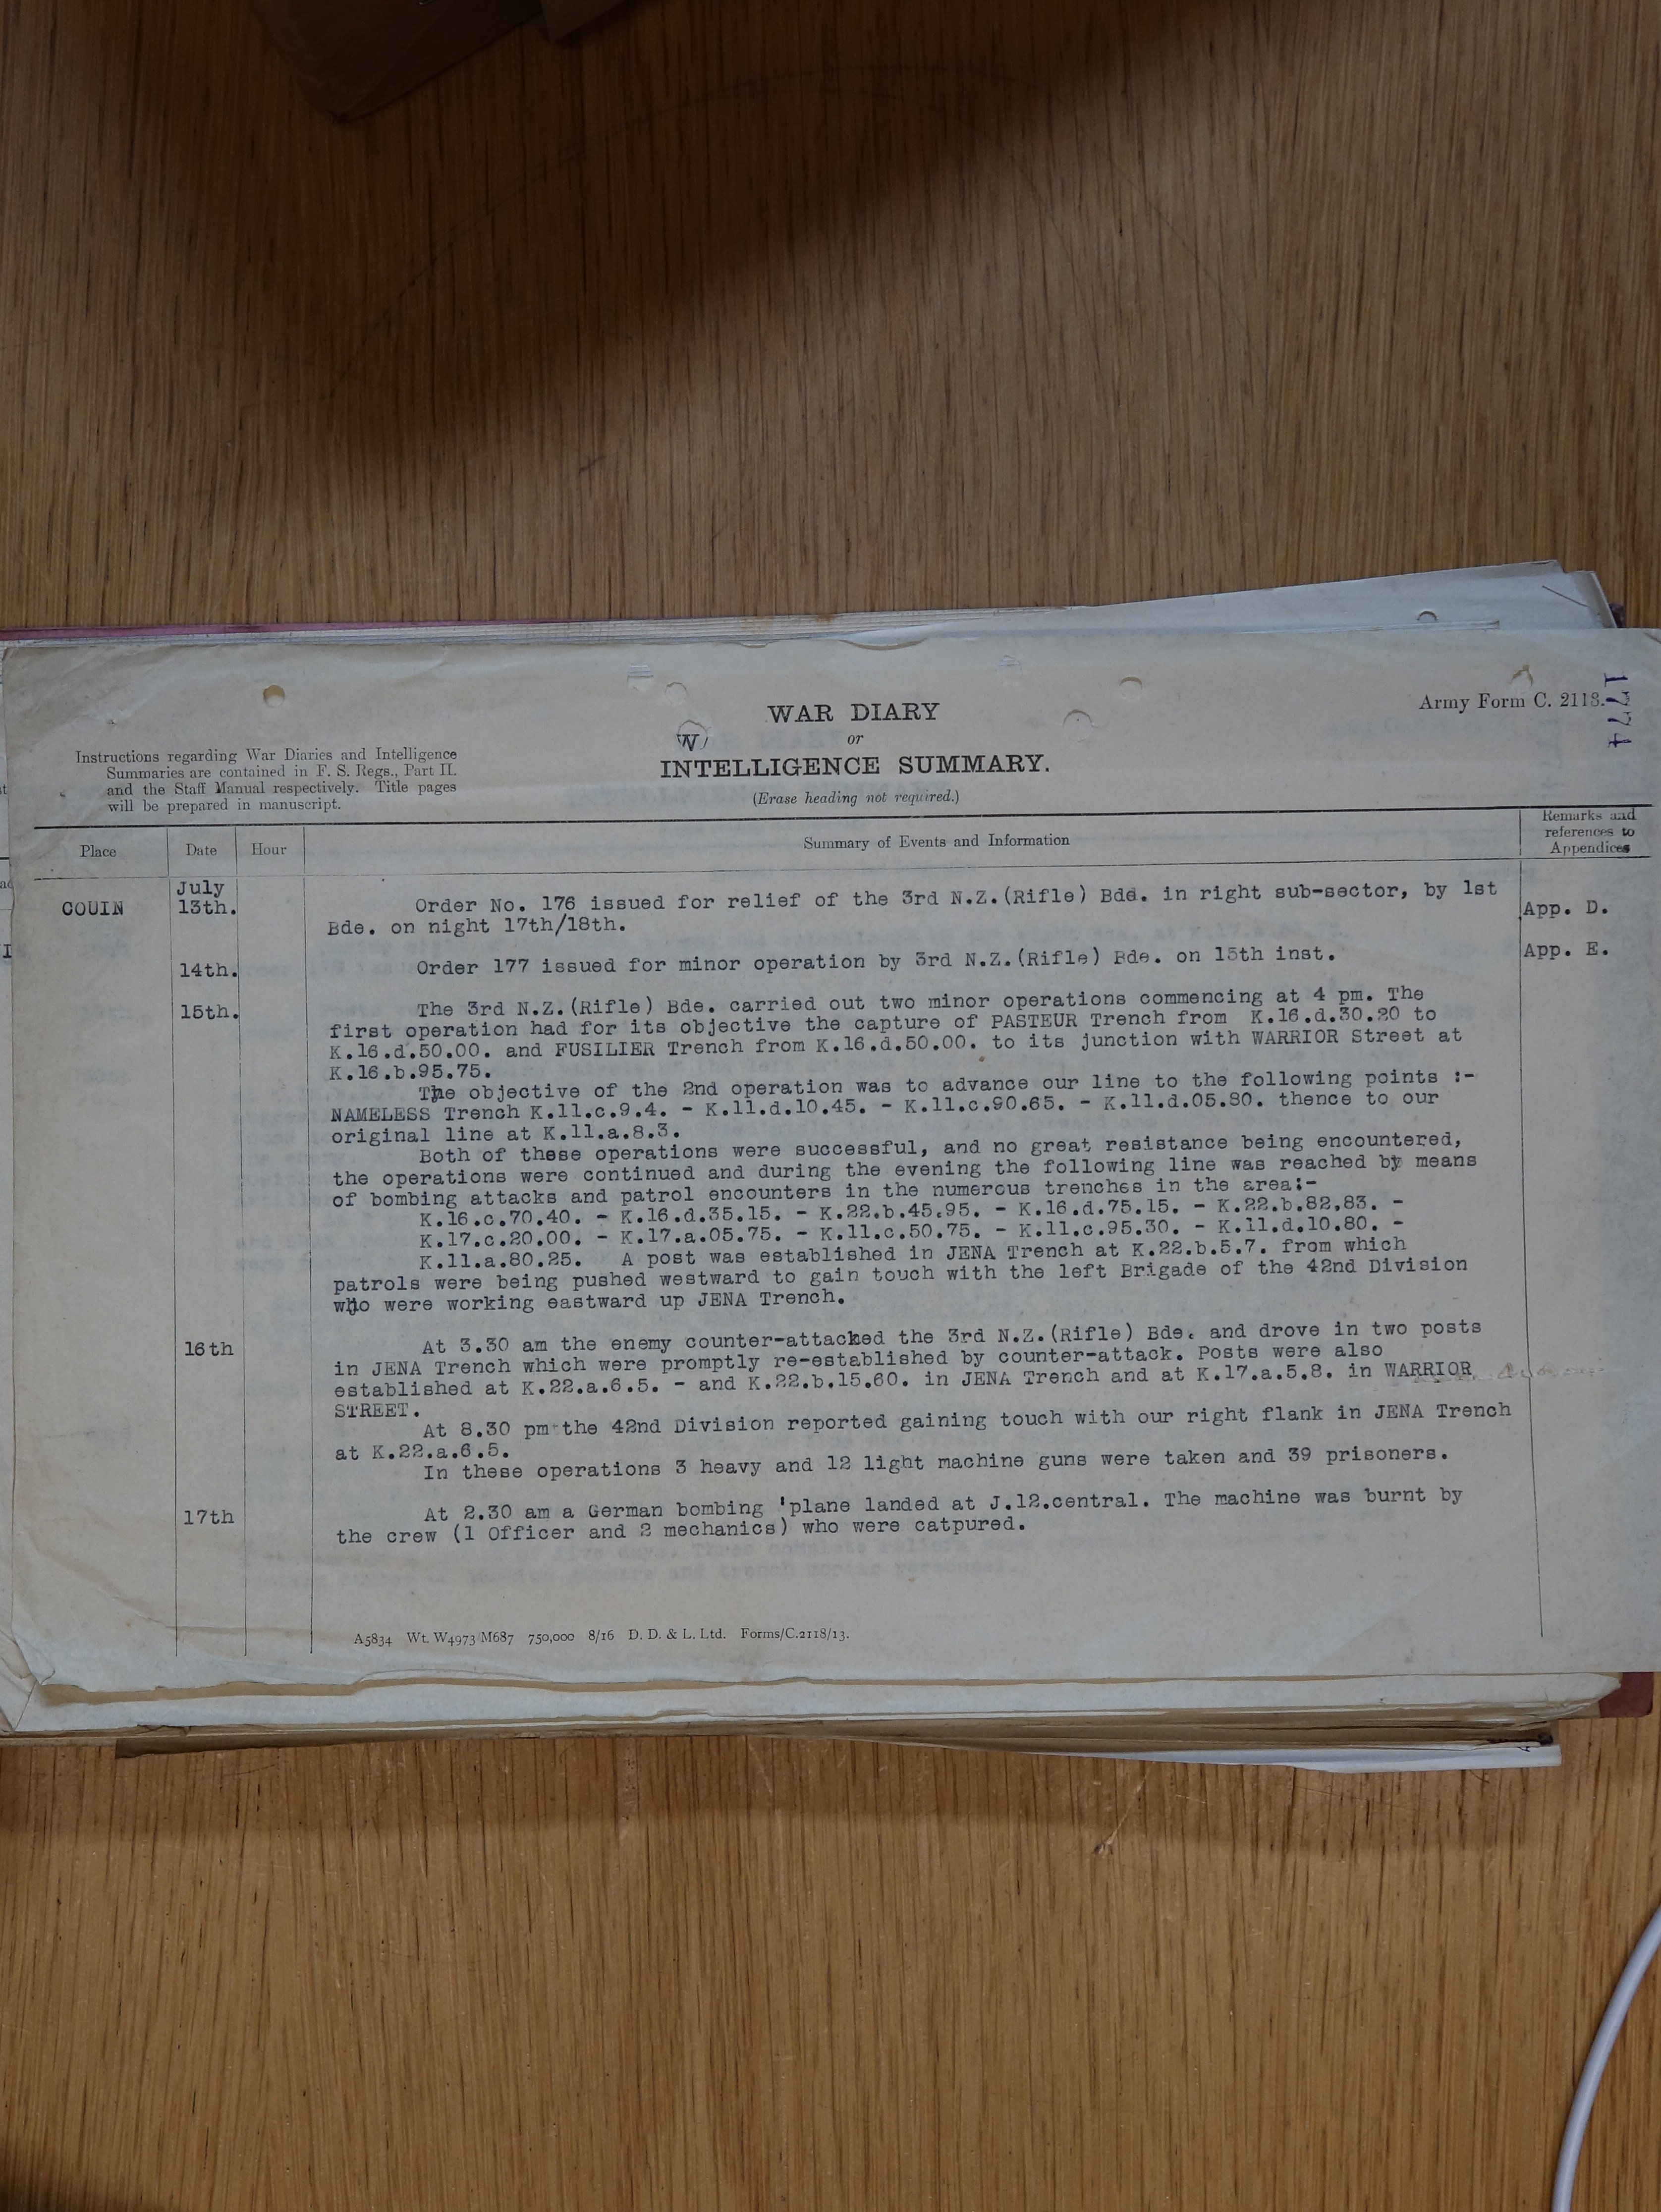 1774
Army Form C. 2118.
WAR DIARY
or
INTELLIGENCE SUMMARY.
(Erase heading not required.)
Instructions regarding War Diaries and Intelligence
Summaries are contained in F. S. Regs., Part II.
and the Staff Manual respectively. Title pages
will be prepared in manuscript.
Place Date Hour Summary of Events and Information Remarks and
references to
Appendices
July
COUIN 13th. Order No. 176 issued for relief of the 3rd N.Z.(Rifle) Bde. in right sub-sector, by 1st App. D.
Bde. on night 17th/18th.
14th. Order 177 issued for minor operation by 3rd N.Z.(Rifle) Bde. on 15th inst. App. E.
15th. The 3rd N.Z.(Rifle) Bde. carried out two minor operations commencing at 4 pm. The
first operation had for its objective the capture of PASTEUR Trench from K.16.d.30.20 to
K.16.d.50.00. and FUSILIER Trench from K.16.d.50.00. to its junction with WARRIOR Street at
K.16.b.95.75.
The objective of the 2nd operation was to advance our line to the following points :-
NAMELESS Trench K.11.c.9.4. - K.11.d.10.45. - K.11.c.90.65. - K.11.d.05.80. thence to our
original line at K.11.a.8.3.
Both of these operations were successful, and no great resistance being encountered,
the operations were continued and during the evening the following line was reached by means
of bombing attacks and patrol encounters in the numerous trenches in the area:-
K.16.c.70.40. - K.16.d.35.15. - K.22.b.45.95. - K.16.d.75.15. - K.22.b.82,83. -
K.17.c.20.00. - K.17.a.05.75. - K.11.c.50.75. - K.11.c.95.30. - K.11.d.10.80. -
K.11.a.80.25. A post was established in JENA Trench at K.22.b.5.7. from which
patrols were being pushed westward to gain touch with the left Brigade of the 42nd Division
who were working eastward up JENA Trench.
16th At 3.30 am the enemy counter-attacked the 3rd N.Z.(Rifle) Bde. and drove in two posts
in JENA Trench which were promptly re-established by counter-attack. Posts were also
established at K.22.a.6.5. - and K.22.b.15.60. in JENA Trench and at K.17.a.5.8. in WARRIOR
STREET.
At 8.30 pm the 42nd Division reported gaining touch with our right flank in JENA Trench
at K.22.a.6.5.
In these operations 3 heavy and 12 light machine guns were taken and 39 prisoners.
17th At 2.30 am a German bombing 'plane landed at J.12.central. The machine was burnt by
the crew (1 Officer and 2 mechanics) who were catpured.
A5834 Wt. W4973/M687 750,000 8/16 D. D. & L. Ltd. Forms/C.2118/13.